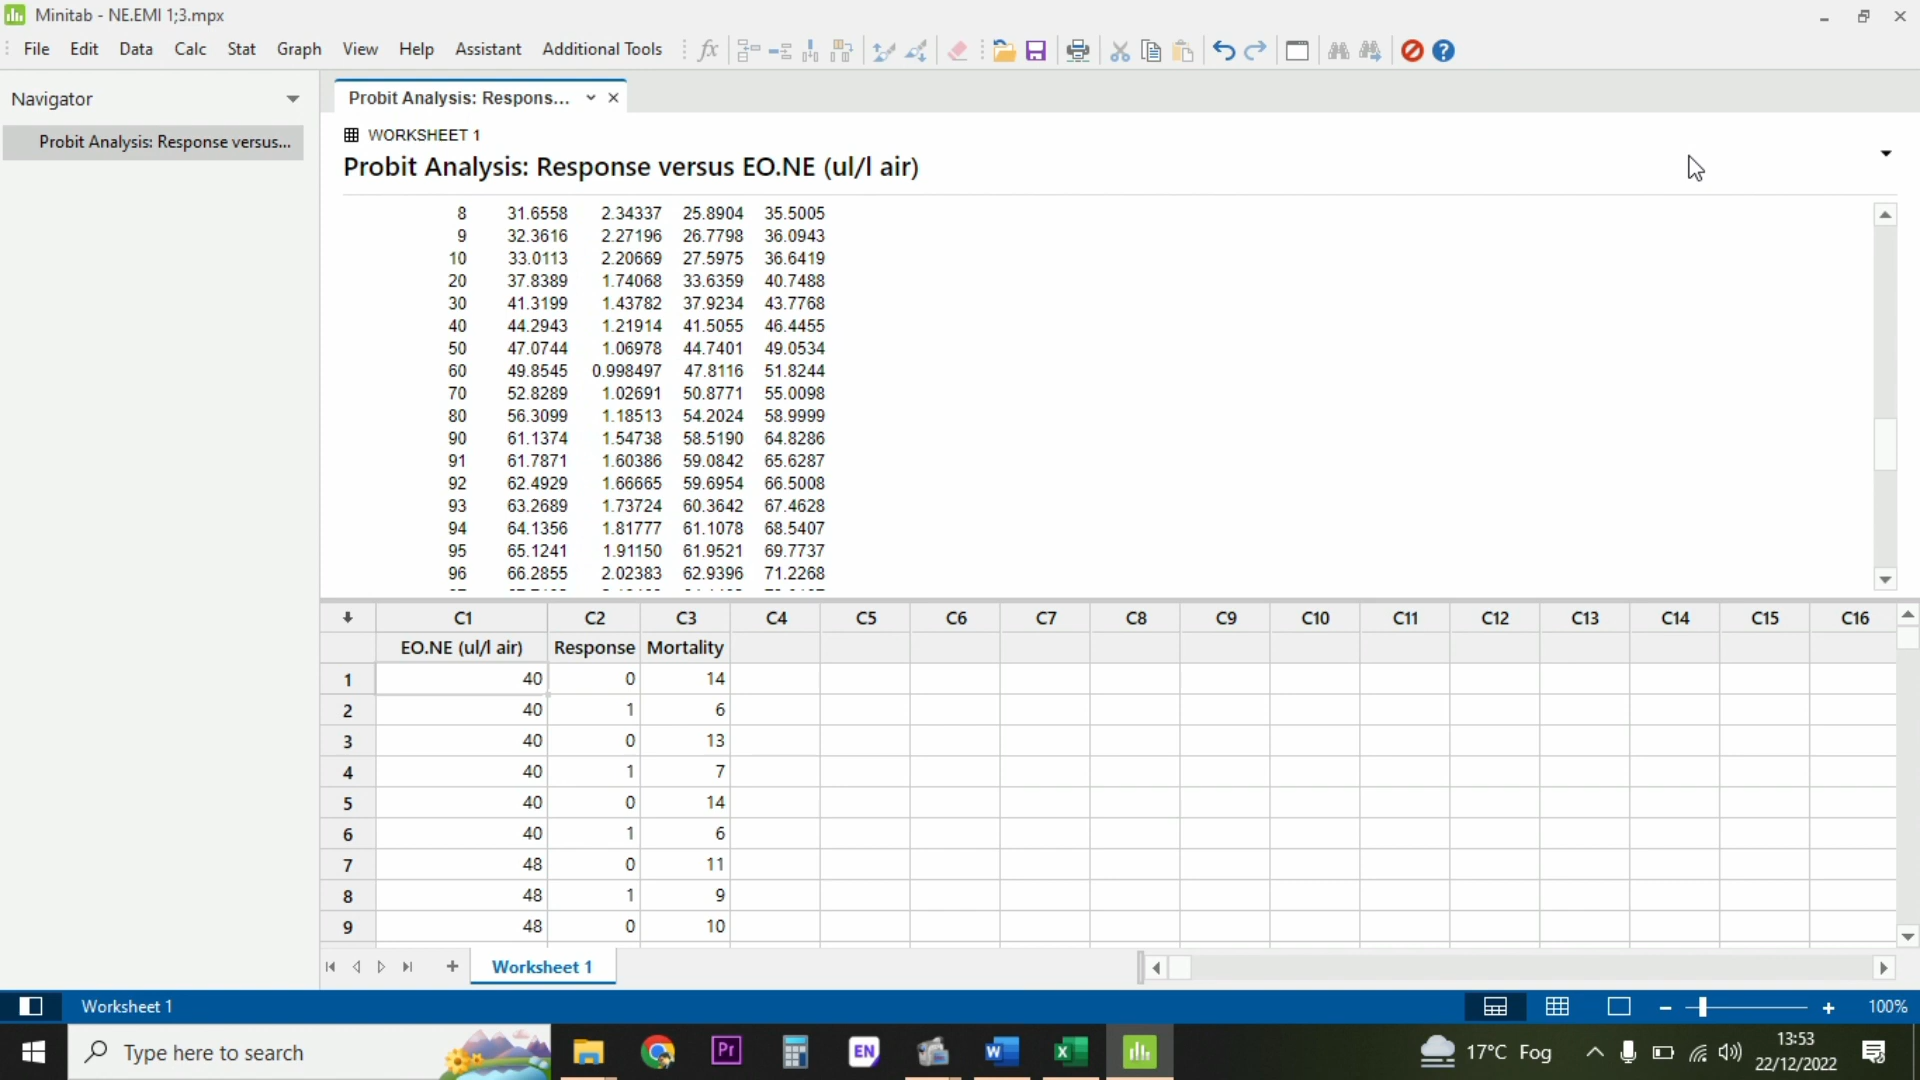 Minitab - NE.EMI 1;3.mpx
File Edit Data Calc Stat Graph View Help Assistant Additional Tools fx
Navigator
Probit Analysis: Response versus...
Probit Analysis: Respons...
WORKSHEET 1
Probit Analysis: Response versus EO.NE (ul/l air)
8 31.6558 2.34337 25.8904 35.5005
9 32.3616 2.27196 26.7798 36.0943
10 33.0113 2.20669 27.5975 36.6419
20 37.8389 1.74068 33.6359 40.7488
30 41.3199 1.43782 37.9234 43.7768
40 44.2943 1.21914 41.5055 46.4455
50 47.0744 1.06978 44.7401 49.0534
60 49.8545 0.998497 47.8116 51.8244
70 52.8289 1.02691 50.8771 55.0098
80 56.3099 1.18513 54.2024 58.9999
90 61.1374 1.54738 58.5190 64.8286
91 61.7871 1.60386 59.0842 65.6287
92 62.4929 1.66665 59.6954 66.5008
93 63.2689 1.73724 60.3642 67.4628
94 64.1356 1.81777 61.1078 68.5407
95 65.1241 1.91150 61.9521 69.7737
96 66.2855 2.02383 62.9396 71.2268
C1 C2 C3 C4 C5 C6 C7 C8 C9 C10 C11 C12 C13 C14 C15 C16
EO.NE (ul/l air) Response Mortality
1 40 0 14
2 40 1 6
3 40 0 13
4 40 1 7
5 40 0 14
6 40 1 6
7 48 0 11
8 48 1 9
9 48 0 10
Worksheet 1
Worksheet 1 100%
Type here to search Pr EN 17°C Fog 13:53
22/12/2022